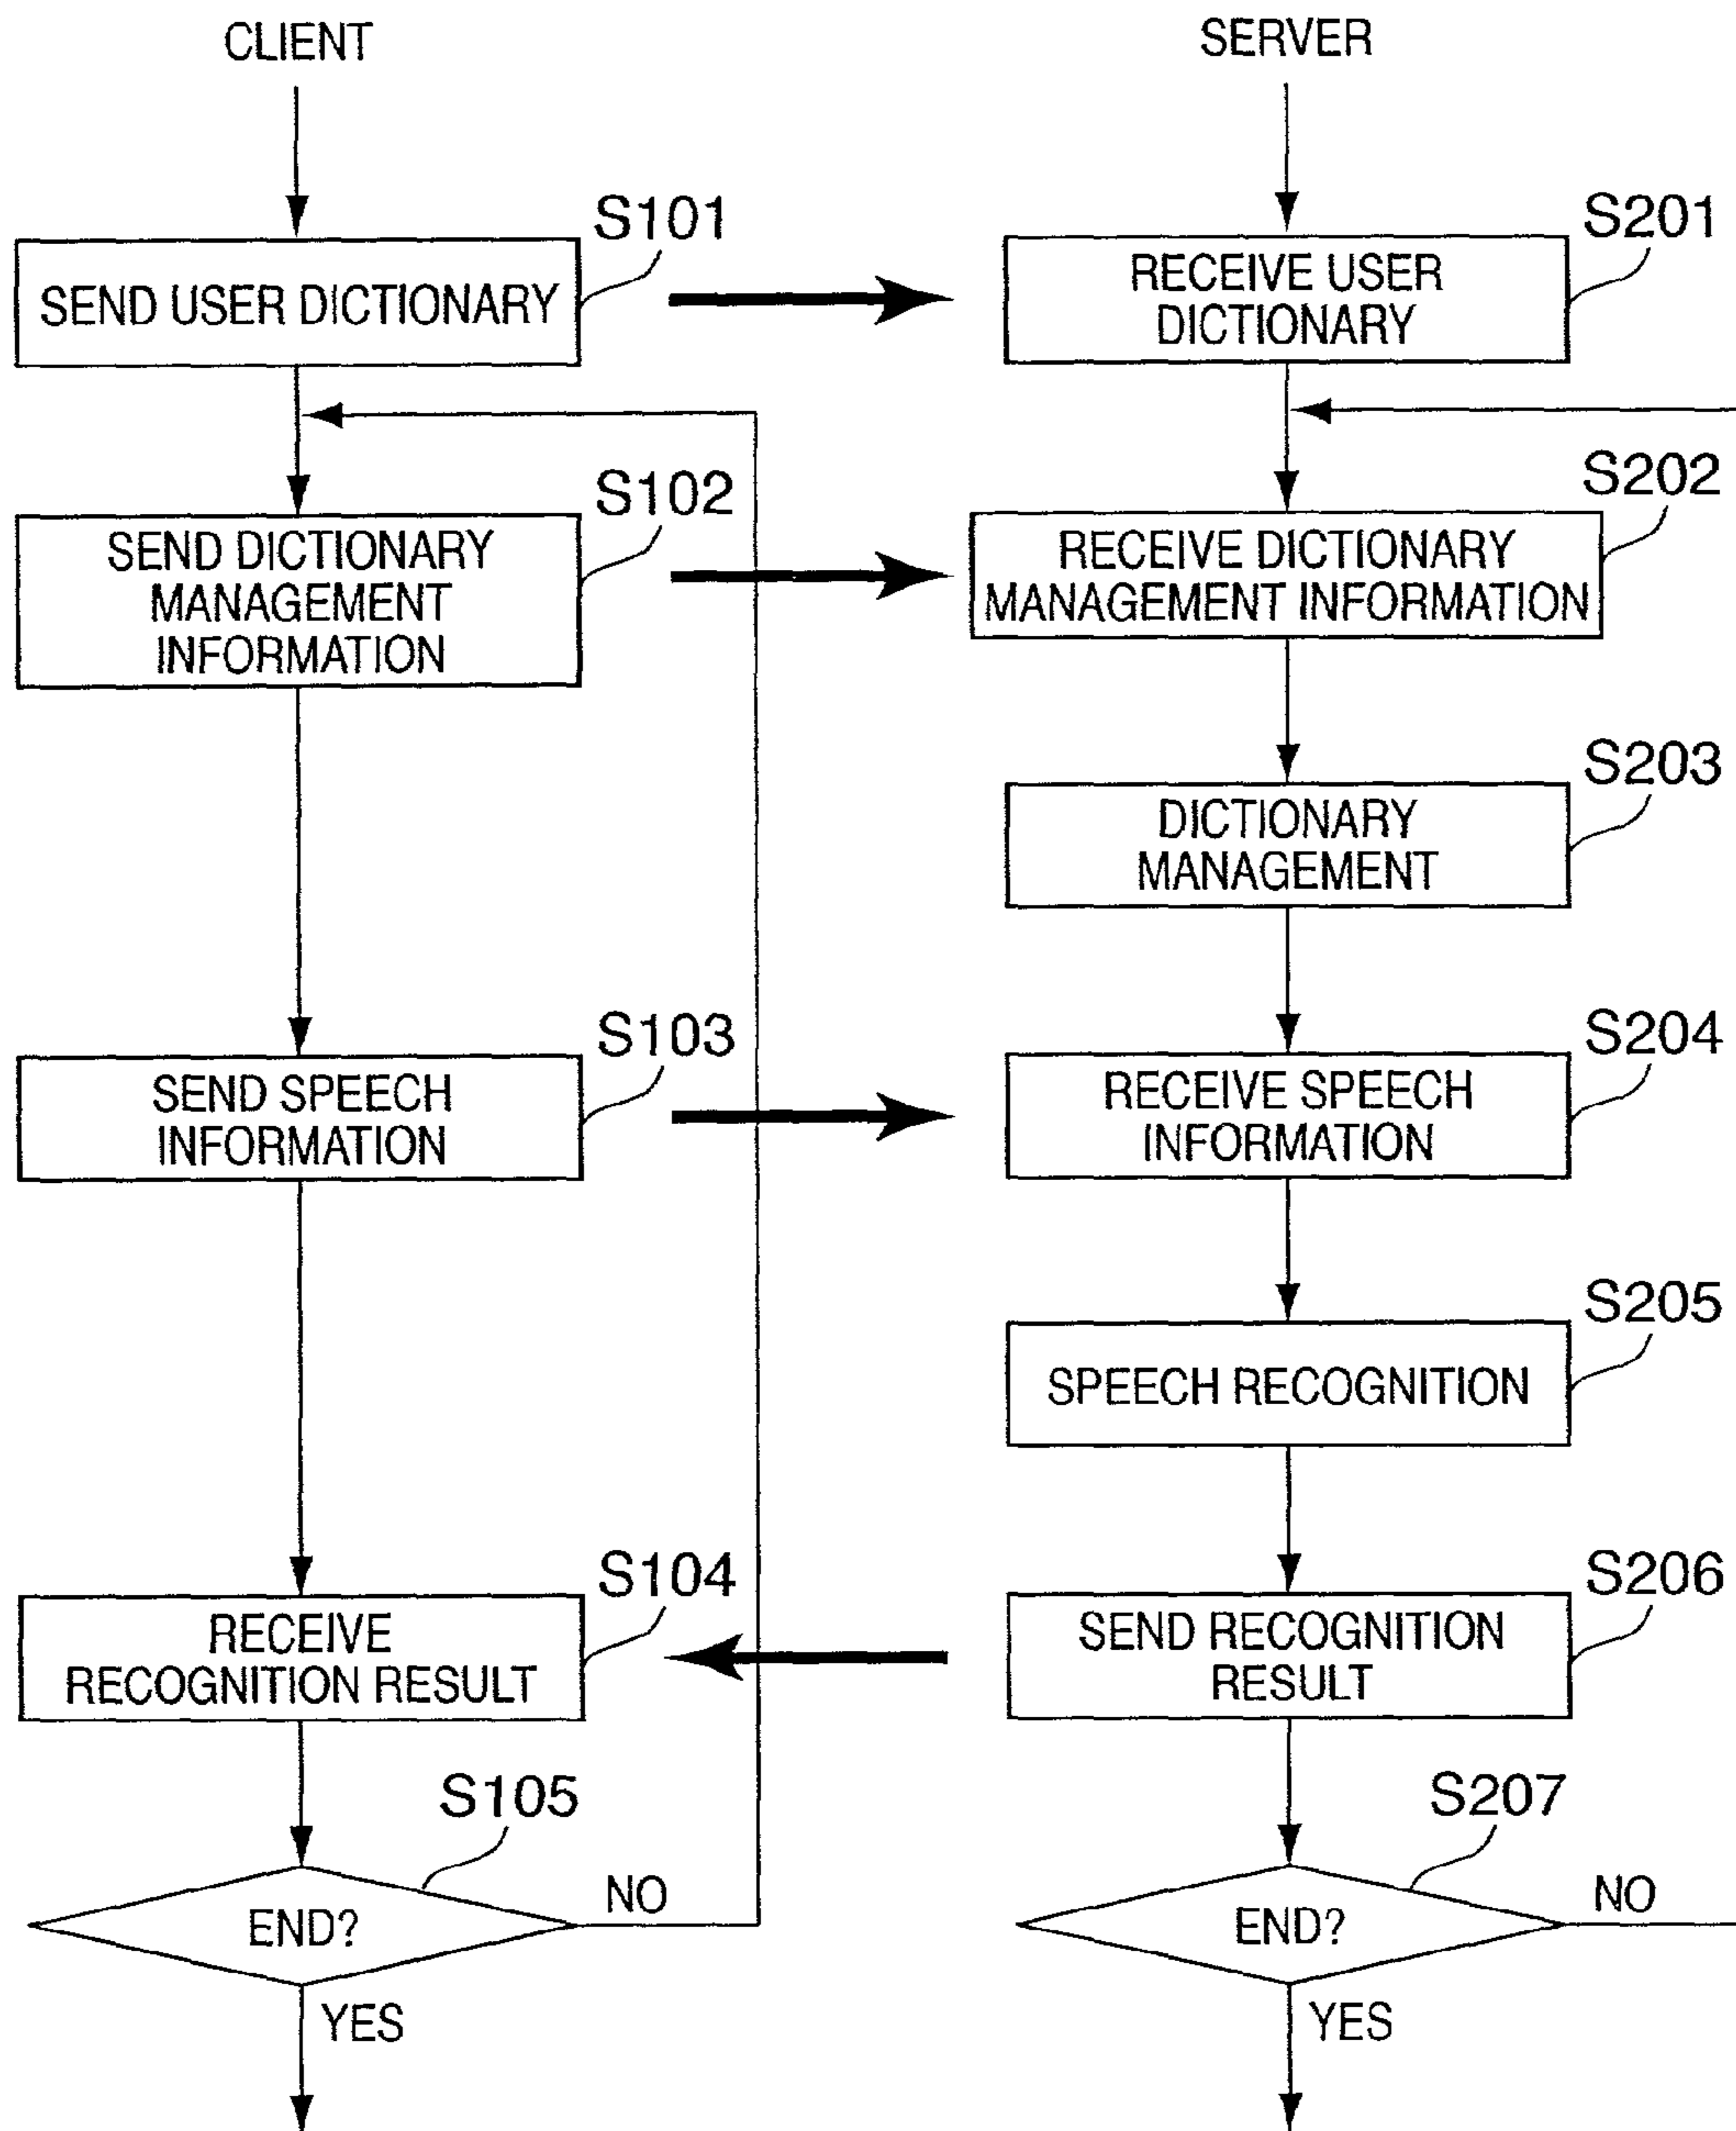 CLIENT
SERVER
S101
SEND USER DICTIONARY
S201
RECEIVE USER
DICTIONARY
S102
SEND DICTIONARY
MANAGEMENT
INFORMATION
S202
RECEIVE DICTIONARY
MANAGEMENT INFORMATION
S203
DICTIONARY
MANAGEMENT
S103
SEND SPEECH
INFORMATION
S204
RECEIVE SPEECH
INFORMATION
S205
SPEECH RECOGNITION
S104
RECEIVE
RECOGNITION RESULT
S206
SEND RECOGNITION
RESULT
S105
END?
NO
YES
S207
END?
NO
YES